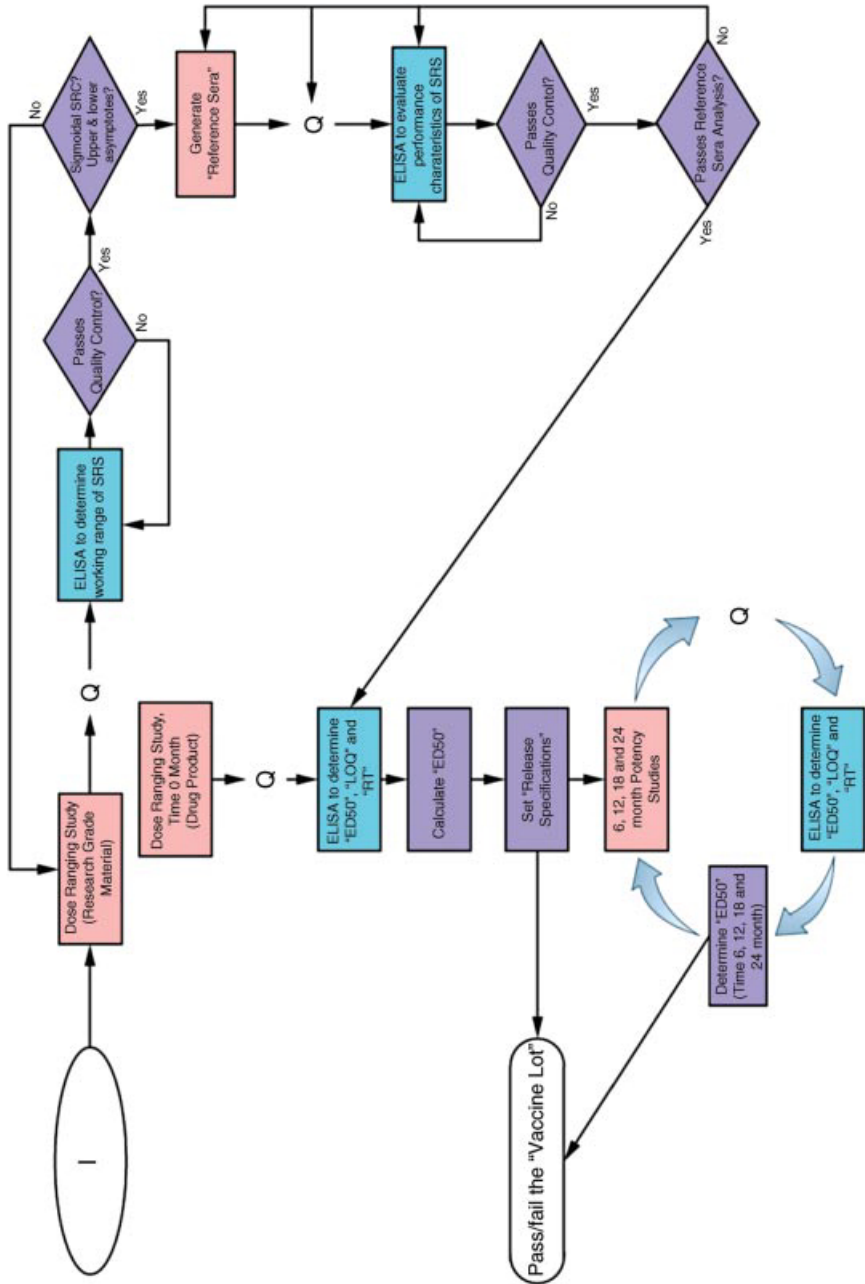 I
Dose Ranging Study
(Research Grade
Material)
Q
ELISA to determine
working range of SRS
Passes
Quality Control?
No
Yes
Sigmoidal SRC?
Upper & lower
asymptotes?
No
Yes
Generate
"Reference Sera"
Q
ELISA to evaluate
performance
charateristics of SRS
Passes
Quality Contol?
No
Yes
Passes Reference
Sera Analysis?
No
Yes
Dose Ranging Study,
Time 0 Month
(Drug Product)
Q
ELISA to determine
"ED50", "LOQ" and
"RT"
Calculate "ED50"
Set "Release
Specifications"
6, 12, 18 and 24
month Potency
Studies
Q
ELISA to determine
"ED50", "LOQ" and
"RT"
Determine "ED50"
(Time 6, 12, 18 and
24 month)
Pass/fail the "Vaccine Lot"